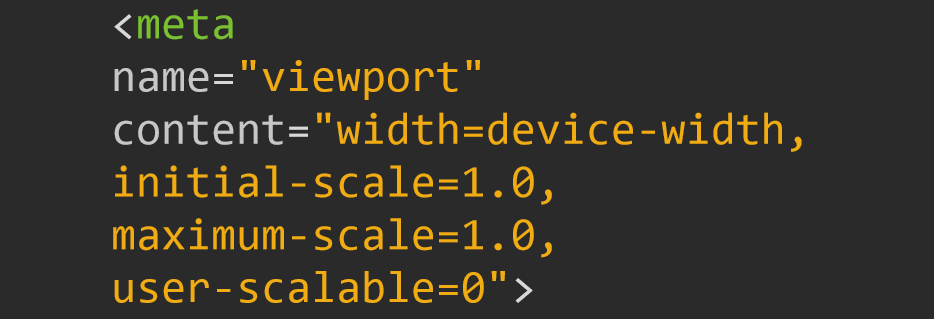 <meta
name="viewport"
content="width=device-width,
initial-scale=1.0,
maximum-scale=1.0,
user-scalable=0">